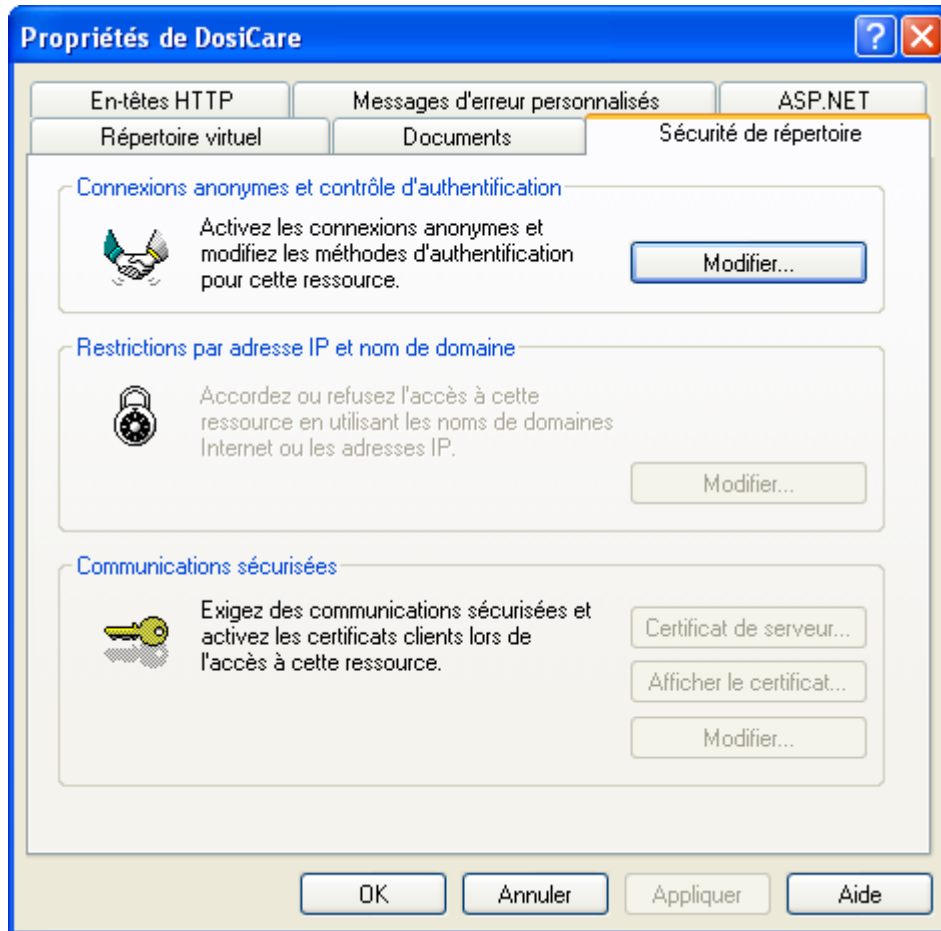 Propriétés de DosiCare
En-têtes HTTP
Messages d'erreur personnalisés
ASP.NET
Répertoire virtuel
Documents
Sécurité de répertoire
Connexions anonymes et contrôle d'authentification
Activez les connexions anonymes et
modifiez les méthodes d'authentification
pour cette ressource.
Modifier...
Restrictions par adresse IP et nom de domaine
Accordez ou refusez l'accès à cette
ressource en utilisant les noms de domaines
Internet ou les adresses IP.
Modifier...
Communications sécurisées
Exigez des communications sécurisées et
activez les certificats clients lors de
l'accès à cette ressource.
Certificat de serveur...
Afficher le certificat...
Modifier...
OK
Annuler
Appliquer
Aide